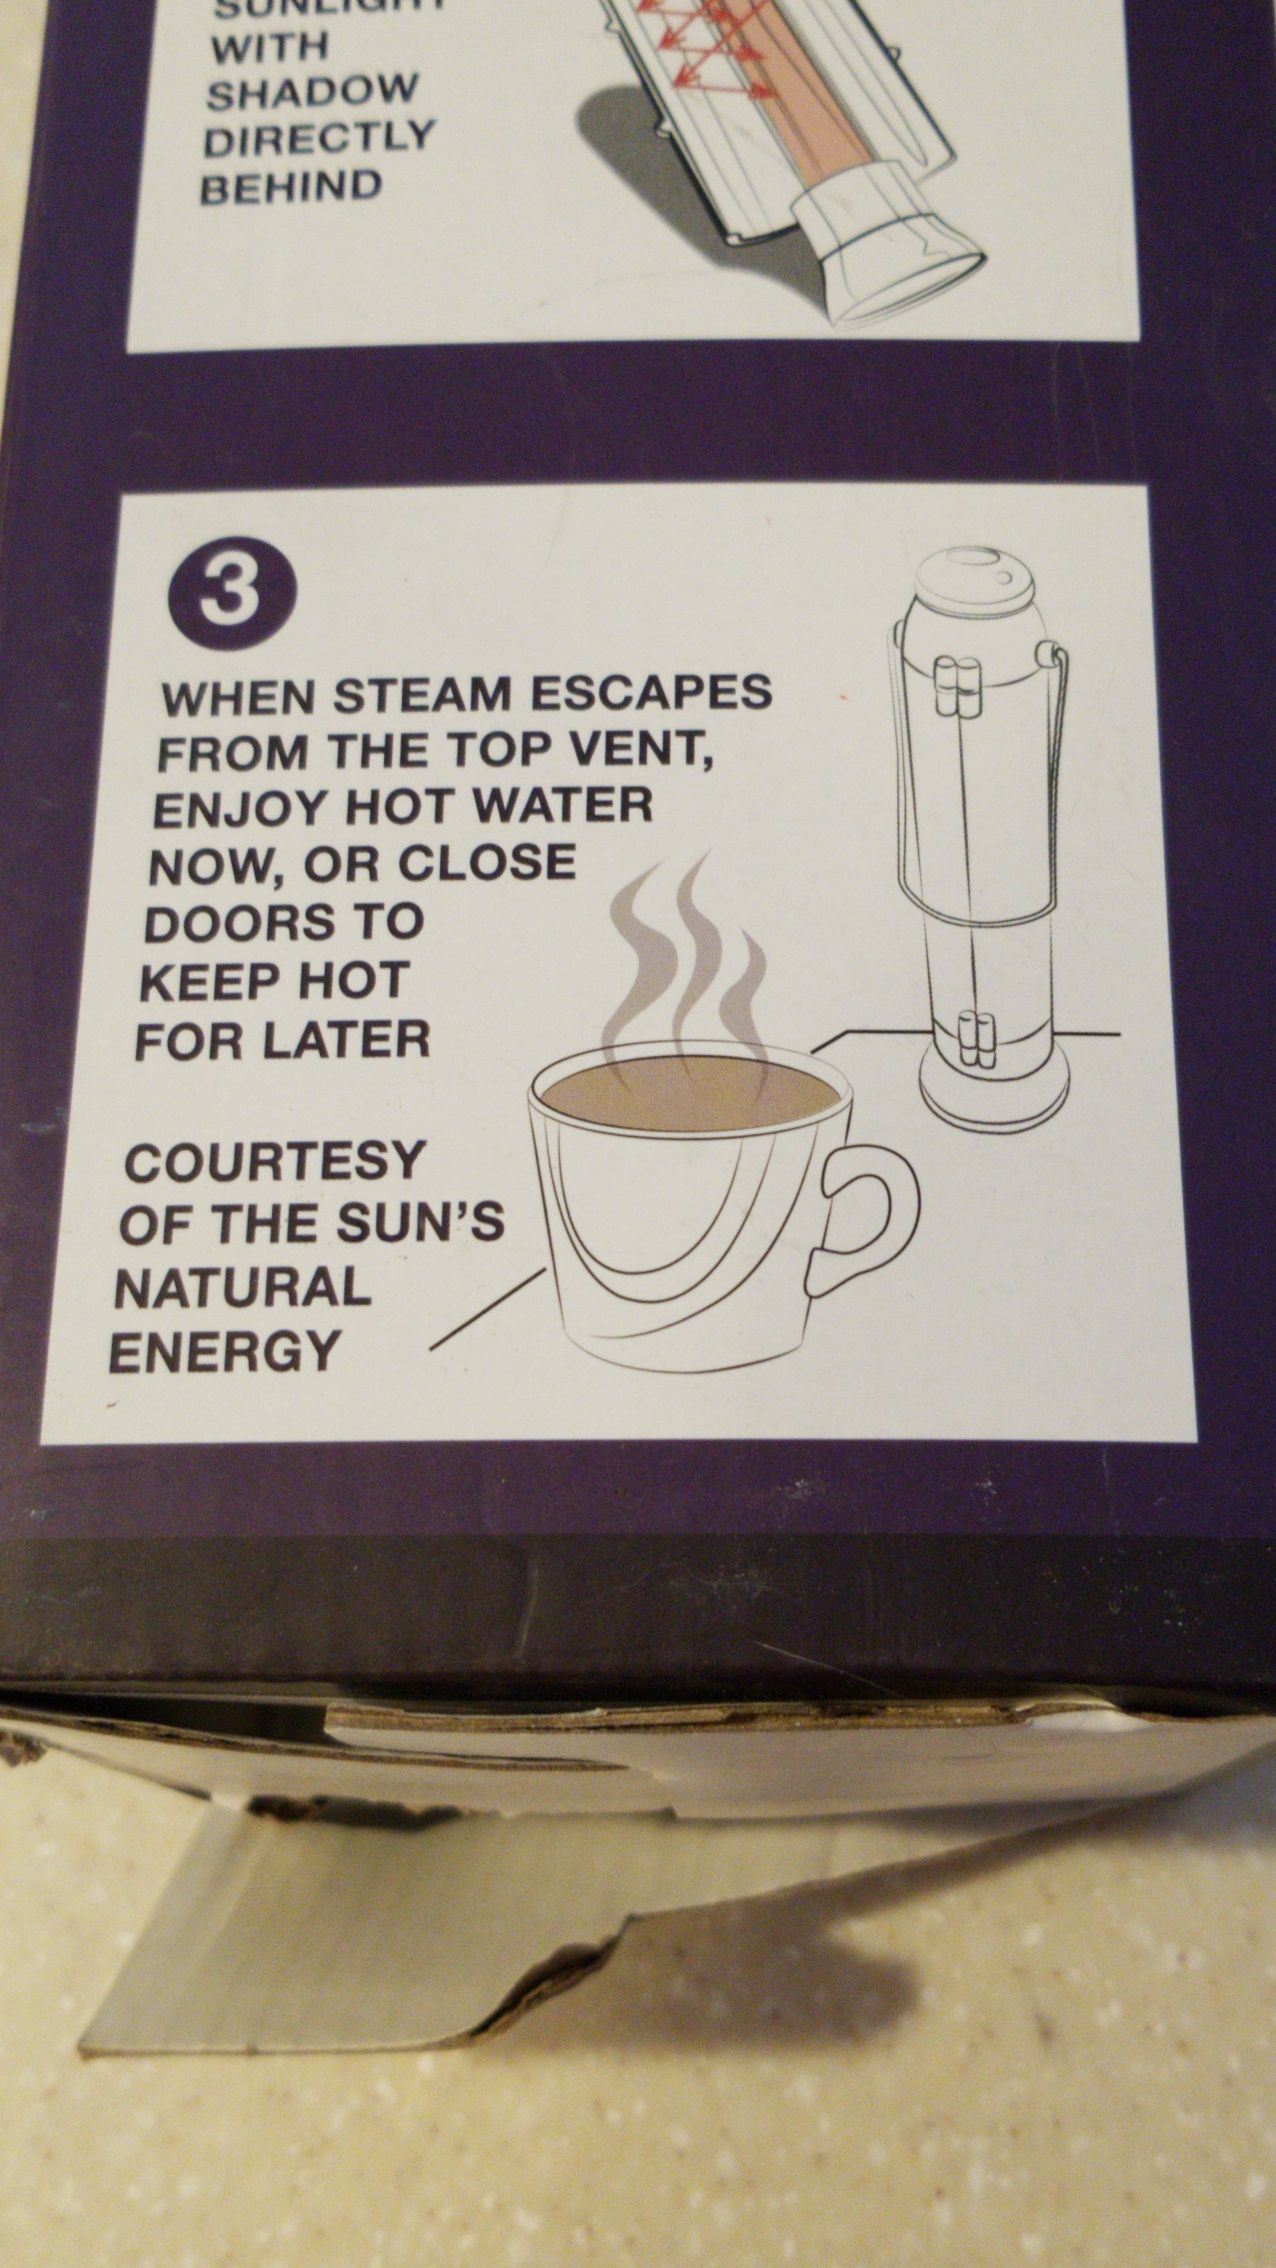 SUNLIGHT
WITH
SHADOW
DIRECTLY
BEHIND
3
WHEN STEAM ESCAPES
FROM THE TOP VENT,
ENJOY HOT WATER
NOW, OR CLOSE
DOORS TO
KEEP HOT
FOR LATER
COURTESY
OF THE SUN'S
NATURAL
ENERGY